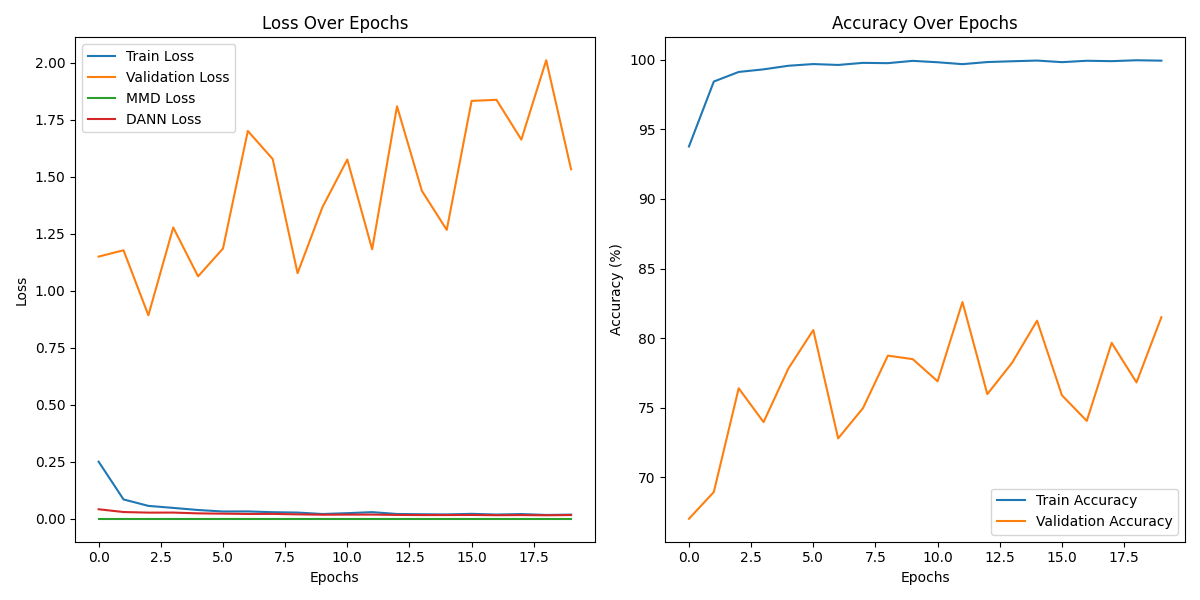 Loss Over Epochs
Train Loss
Validation Loss
MMD Loss
DANN Loss
2.00
1.75
1.50
1.25
1.00
0.75
0.50
0.25
0.00
Loss
0.0 2.5 5.0 7.5 10.0 12.5 15.0 17.5
Epochs
Accuracy Over Epochs
100
95
90
85
80
75
70
Accuracy (%)
Train Accuracy
Validation Accuracy
0.0 2.5 5.0 7.5 10.0 12.5 15.0 17.5
Epochs